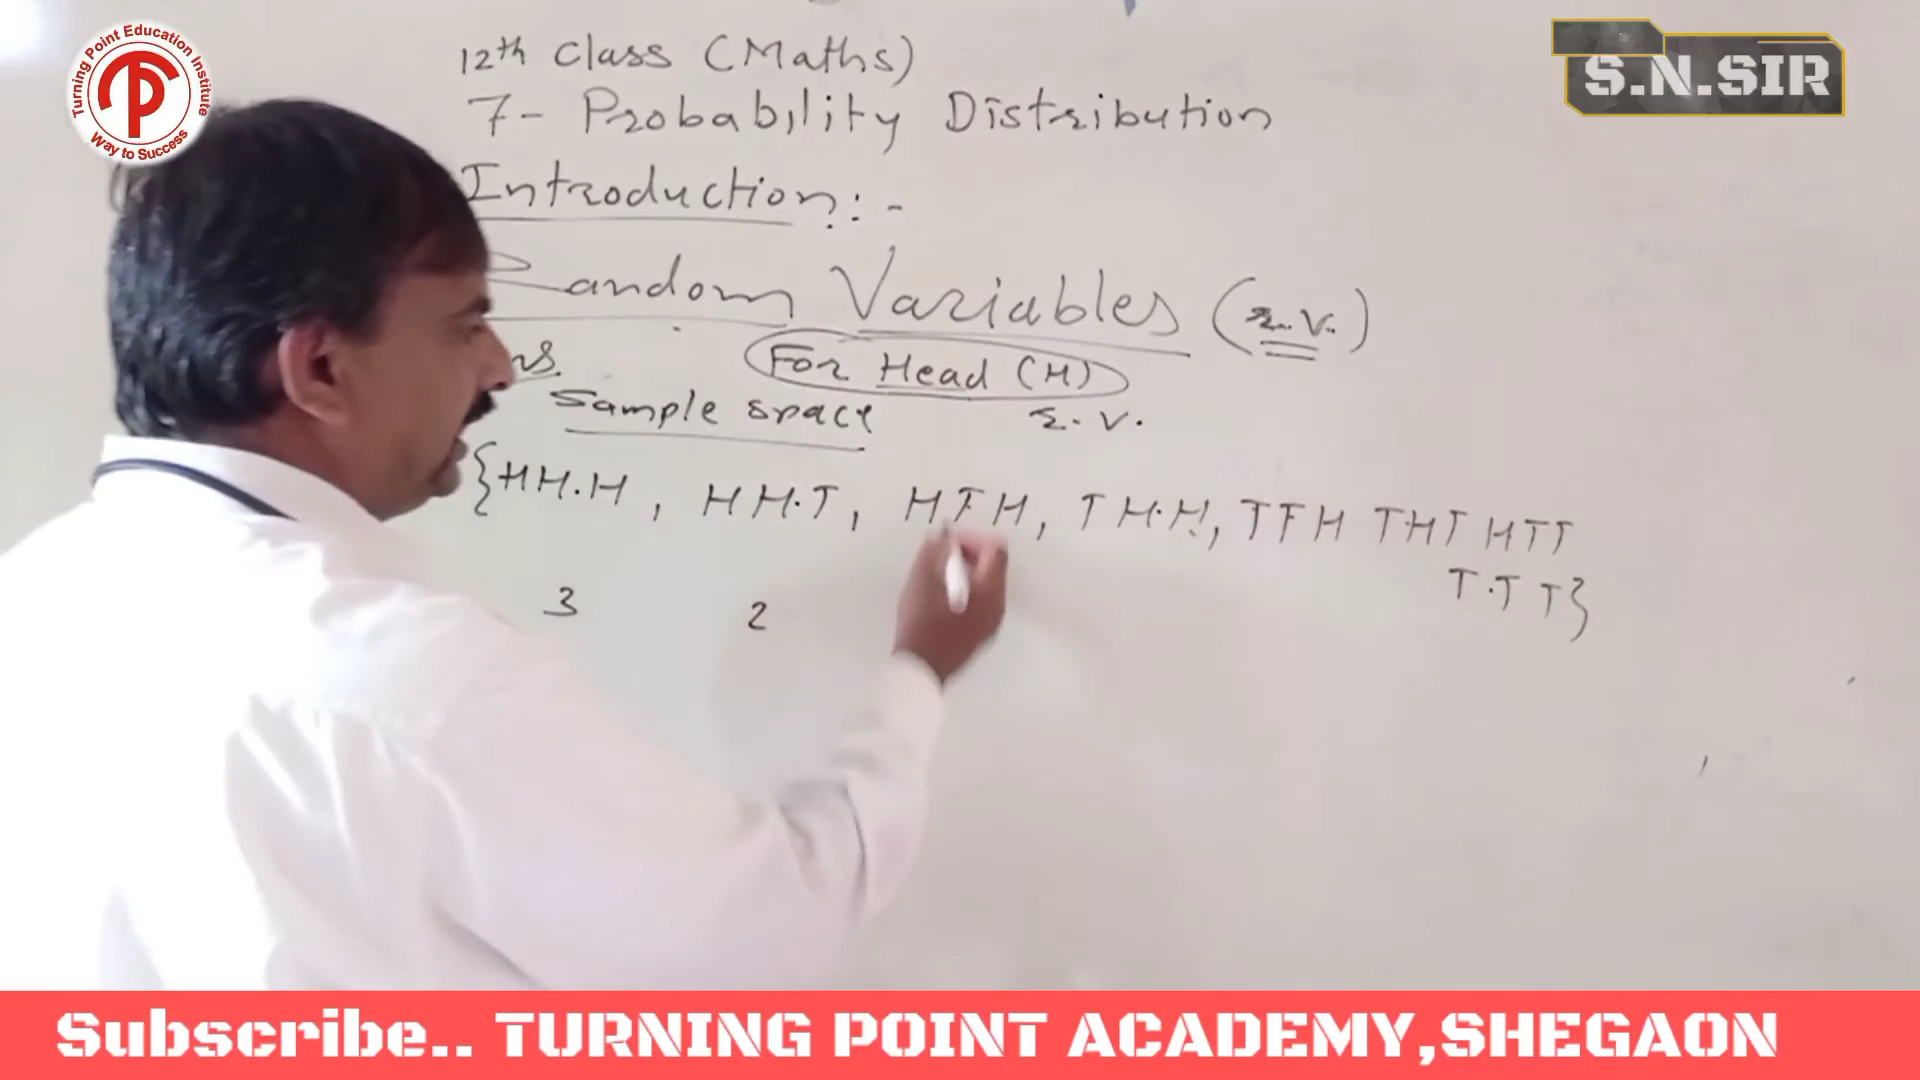 Turning Point Education Institute
Way to Success
S.N.SIR
12th Class (Maths)
7- Probability Distribution
Introduction:-
Random Variables (r.v.)
For Head (H)
Sample space r.v.
{HH.H, HH.T, HTH, TH.H, TTH THT HTT
T.T T}
3 2
Subscribe.. TURNING POINT ACADEMY,SHEGAON